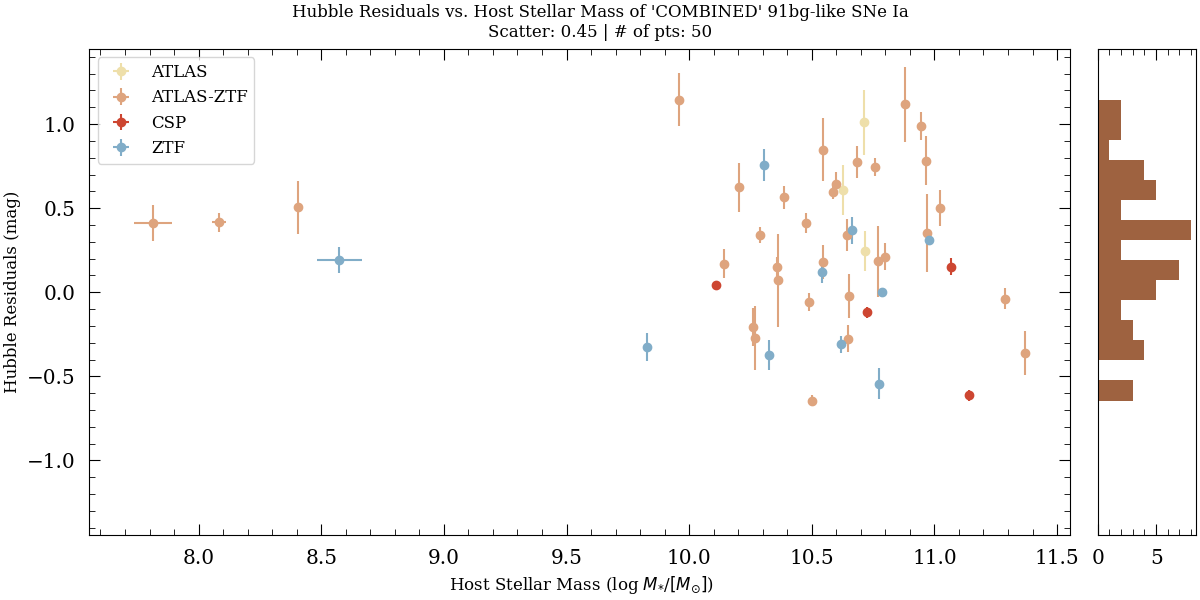 Hubble Residuals vs. Host Stellar Mass of 'COMBINED' 91bg-like SNe Ia
Scatter: 0.45 | # of pts: 50
ATLAS
ATLAS-ZTF
CSP
ZTF
Hubble Residuals (mag)
1.0
0.5
0.0
−0.5
−1.0
8.0 8.5 9.0 9.5 10.0 10.5 11.0 11.5
0 5
Host Stellar Mass (log $M_{*}/[M_{\odot}]$)